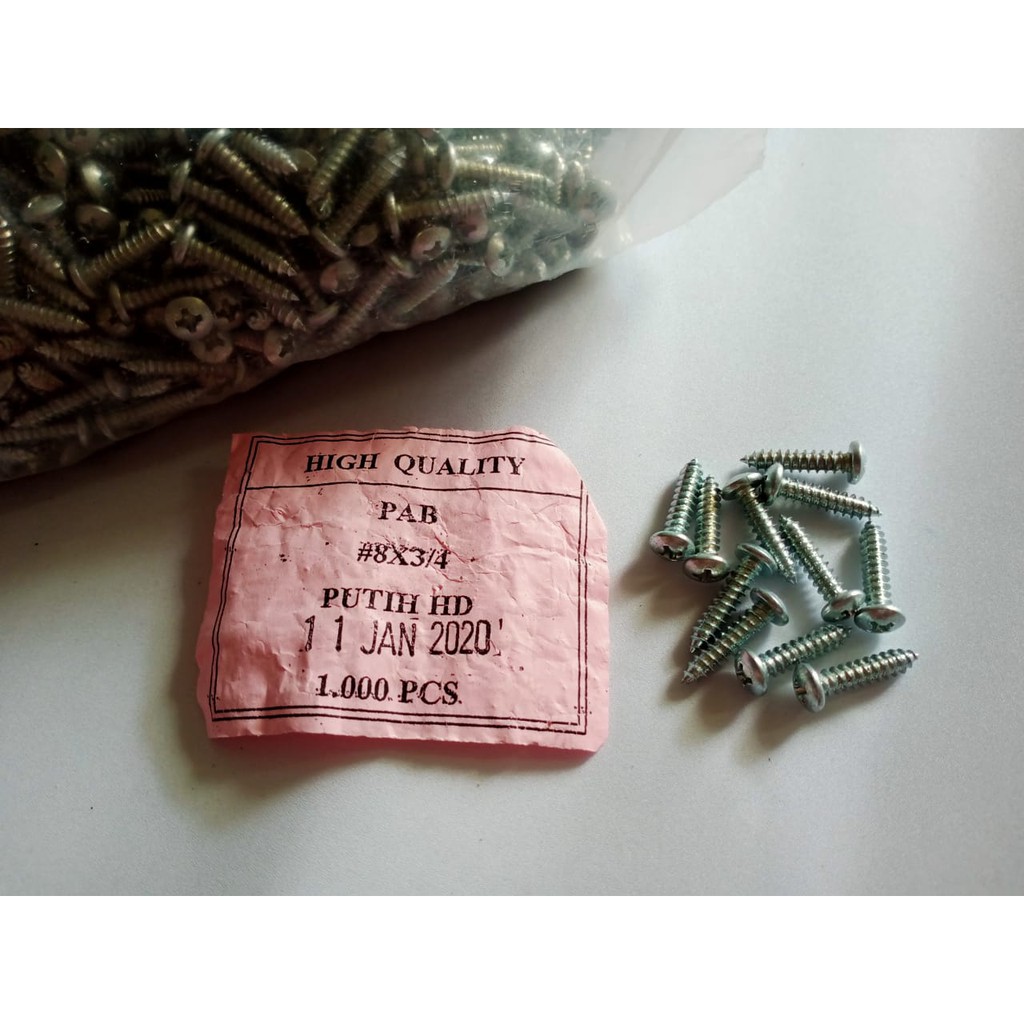 HIGH QUALITY
PAB
#8X3/4
PUTIH HD
11 JAN 2020
1.000 PCS